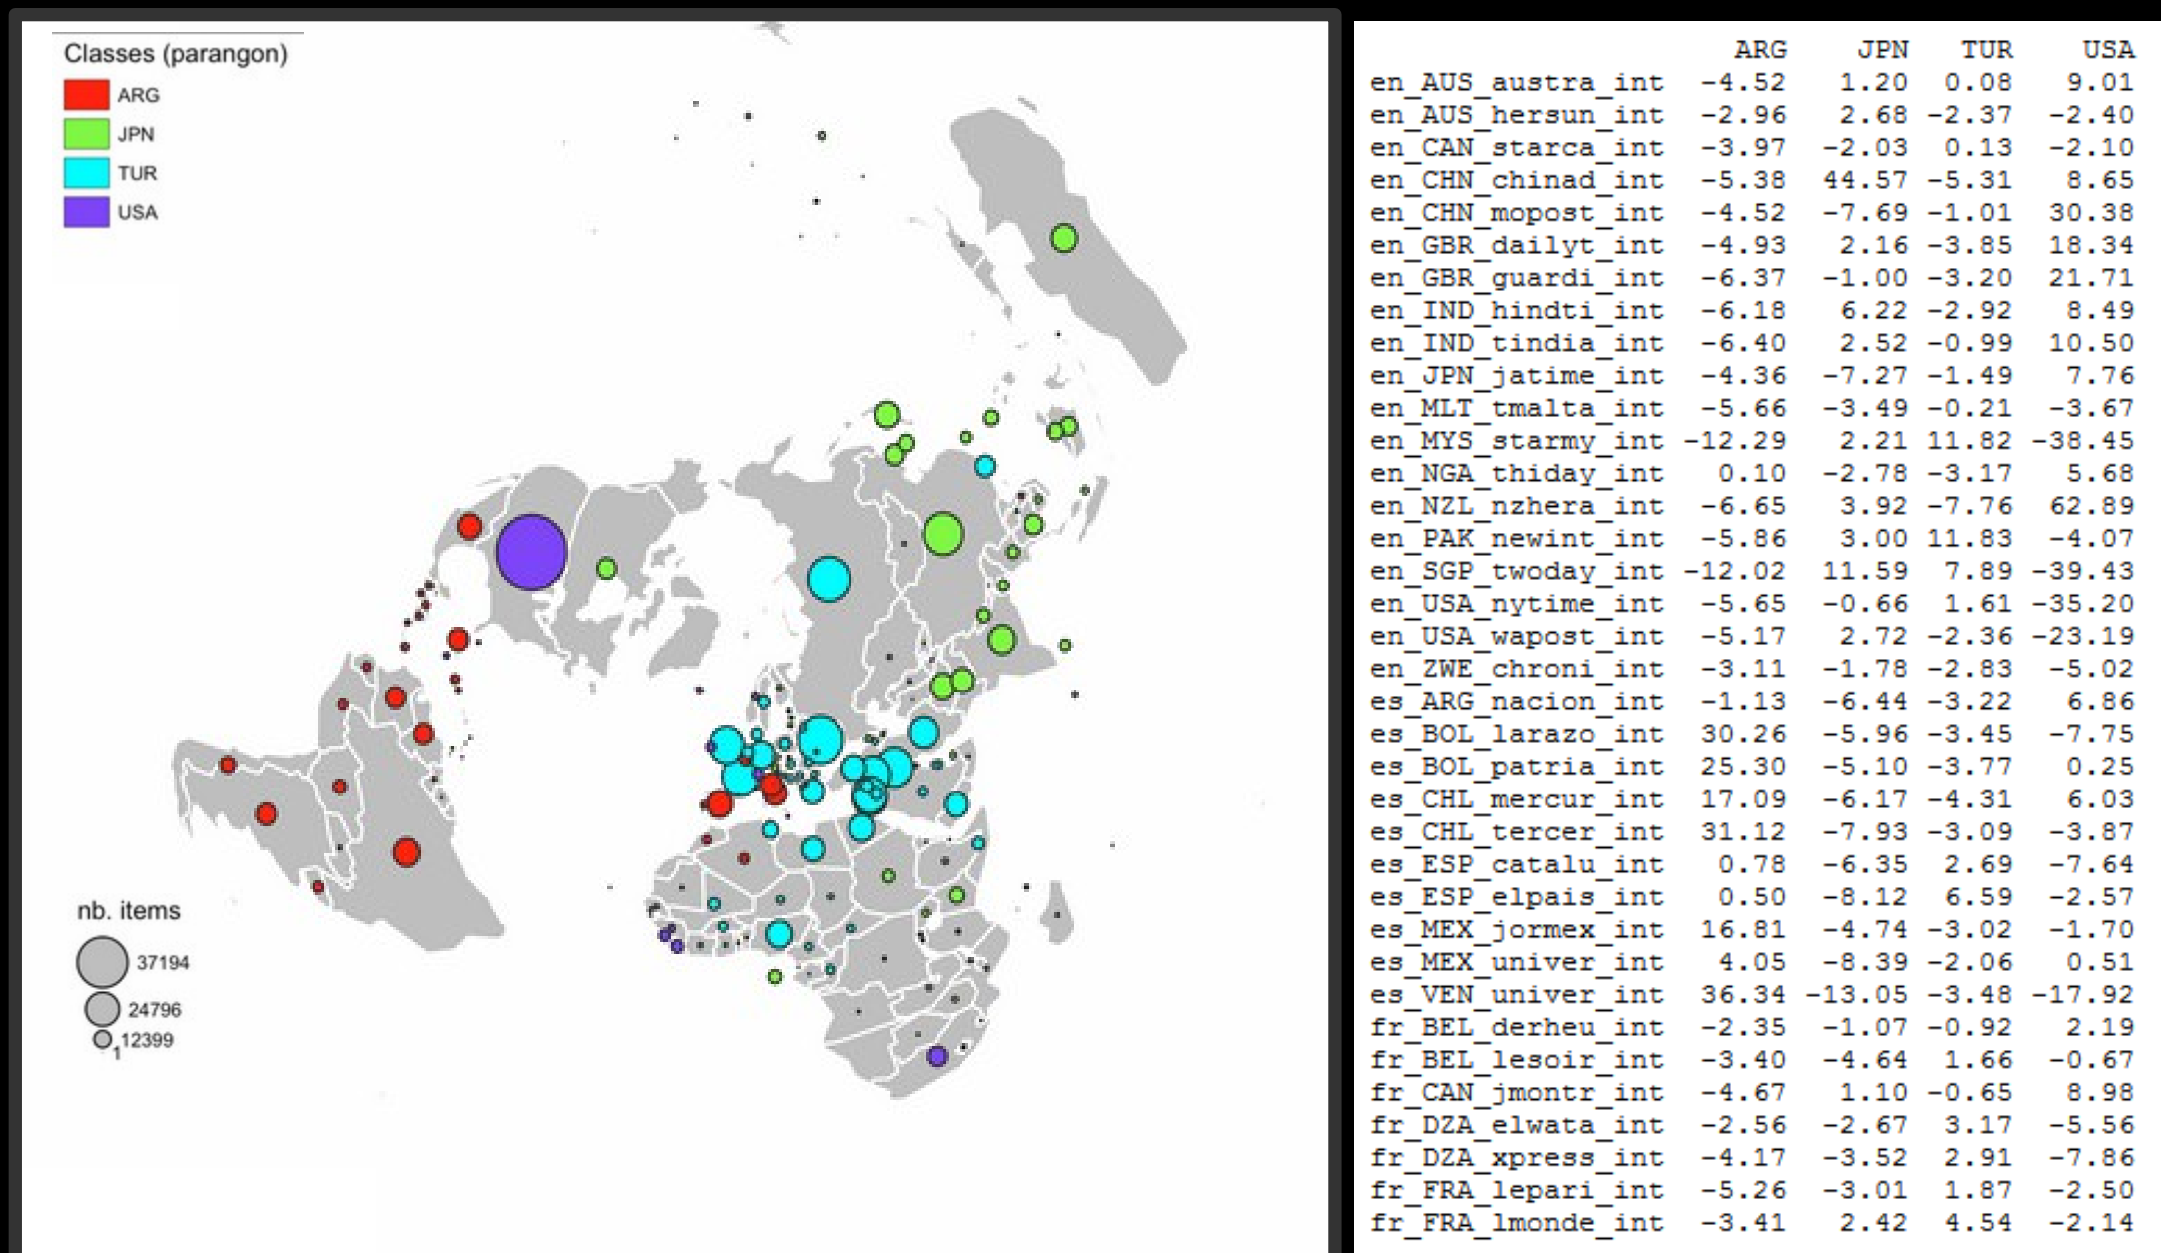 Classes (parangon)
ARG
JPN
TUR
USA
nb. items
37194
24796
12399
1
ARG JPN TUR USA
en_AUS_austra_int -4.52 1.20 0.08 9.01
en_AUS_hersun_int -2.96 2.68 -2.37 -2.40
en_CAN_starca_int -3.97 -2.03 0.13 -2.10
en_CHN_chinad_int -5.38 44.57 -5.31 8.65
en_CHN_mopost_int -4.52 -7.69 -1.01 30.38
en_GBR_dailyt_int -4.93 2.16 -3.85 18.34
en_GBR_guardi_int -6.37 -1.00 -3.20 21.71
en_IND_hindti_int -6.18 6.22 -2.92 8.49
en_IND_tindia_int -6.40 2.52 -0.99 10.50
en_JPN_jatime_int -4.36 -7.27 -1.49 7.76
en_MLT_tmalta_int -5.66 -3.49 -0.21 -3.67
en_MYS_starmy_int -12.29 2.21 11.82 -38.45
en_NGA_thiday_int 0.10 -2.78 -3.17 5.68
en_NZL_nzhera_int -6.65 3.92 -7.76 62.89
en_PAK_newint_int -5.86 3.00 11.83 -4.07
en_SGP_twoday_int -12.02 11.59 7.89 -39.43
en_USA_nytime_int -5.65 -0.66 1.61 -35.20
en_USA_wapost_int -5.17 2.72 -2.36 -23.19
en_ZWE_chroni_int -3.11 -1.78 -2.83 -5.02
es_ARG_nacion_int -1.13 -6.44 -3.22 6.86
es_BOL_larazo_int 30.26 -5.96 -3.45 -7.75
es_BOL_patria_int 25.30 -5.10 -3.77 0.25
es_CHL_mercur_int 17.09 -6.17 -4.31 6.03
es_CHL_tercer_int 31.12 -7.93 -3.09 -3.87
es_ESP_catalu_int 0.78 -6.35 2.69 -7.64
es_ESP_elpais_int 0.50 -8.12 6.59 -2.57
es_MEX_jormex_int 16.81 -4.74 -3.02 -1.70
es_MEX_univer_int 4.05 -8.39 -2.06 0.51
es_VEN_univer_int 36.34 -13.05 -3.48 -17.92
fr_BEL_derheu_int -2.35 -1.07 -0.92 2.19
fr_BEL_lesoir_int -3.40 -4.64 1.66 -0.67
fr_CAN_jmontr_int -4.67 1.10 -0.65 8.98
fr_DZA_elwata_int -2.56 -2.67 3.17 -5.56
fr_DZA_xpress_int -4.17 -3.52 2.91 -7.86
fr_FRA_lepari_int -5.26 -3.01 1.87 -2.50
fr_FRA_lmonde_int -3.41 2.42 4.54 -2.14